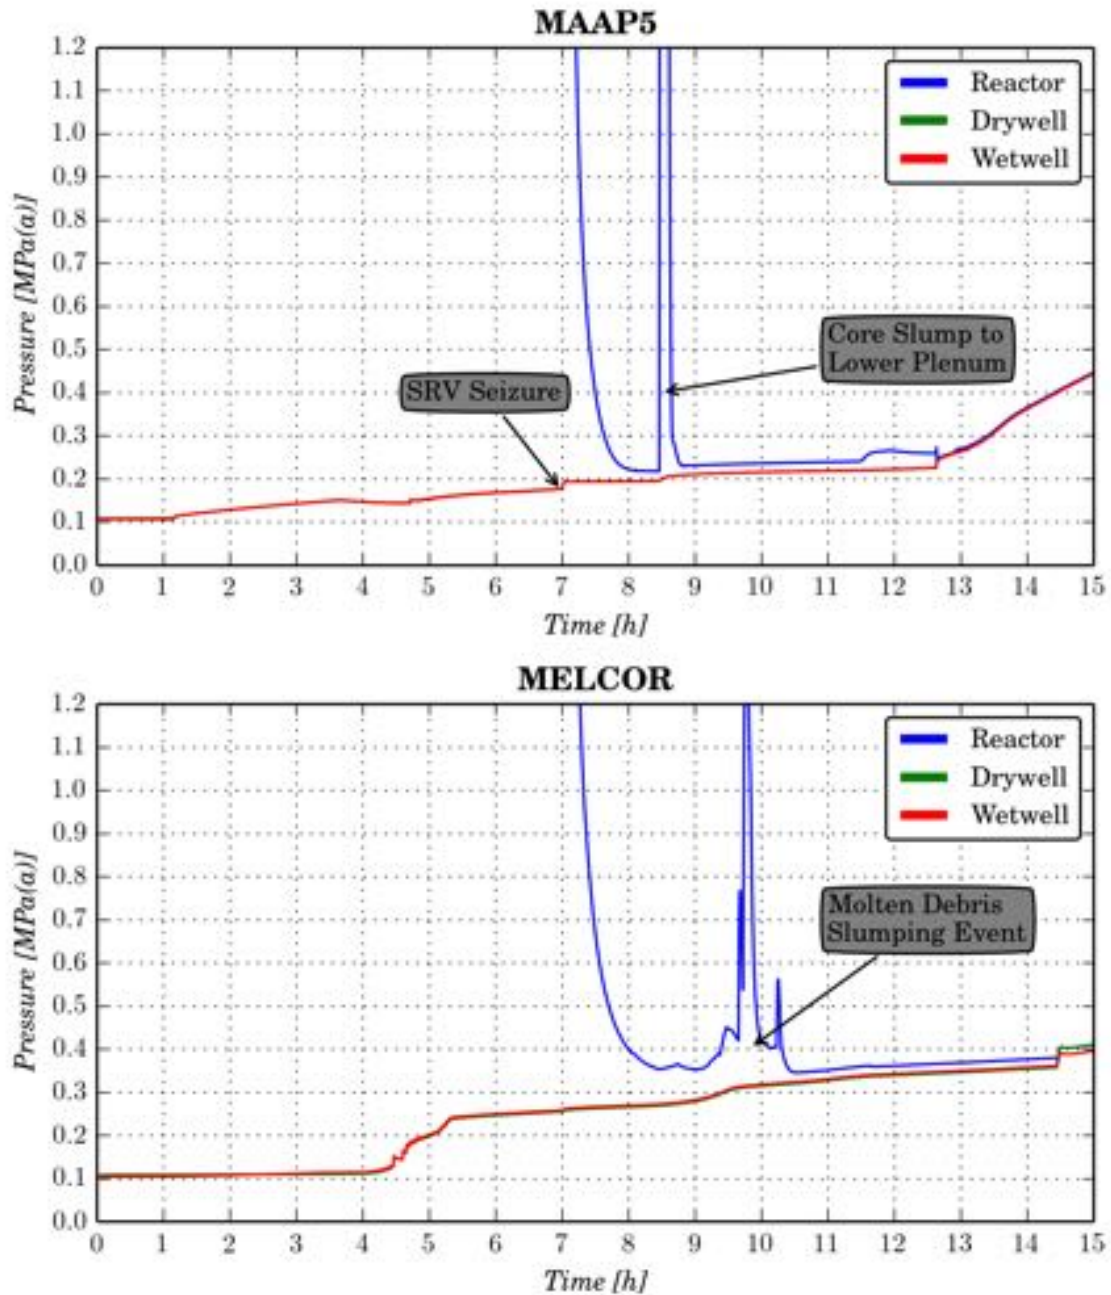 MAAP5
1.2
1.1
1.0
0.9
0.8
0.7
0.6
0.5
0.4
0.3
0.2
0.1
0.0
Pressure [MPa(a)]
Reactor
Drywell
Wetwell
Core Slump to
Lower Plenum
SRV Seizure
0 1 2 3 4 5 6 7 8 9 10 11 12 13 14 15
Time [h]
MELCOR
1.2
1.1
1.0
0.9
0.8
0.7
0.6
0.5
0.4
0.3
0.2
0.1
0.0
Pressure [MPa(a)]
Reactor
Drywell
Wetwell
Molten Debris
Slumping Event
0 1 2 3 4 5 6 7 8 9 10 11 12 13 14 15
Time [h]